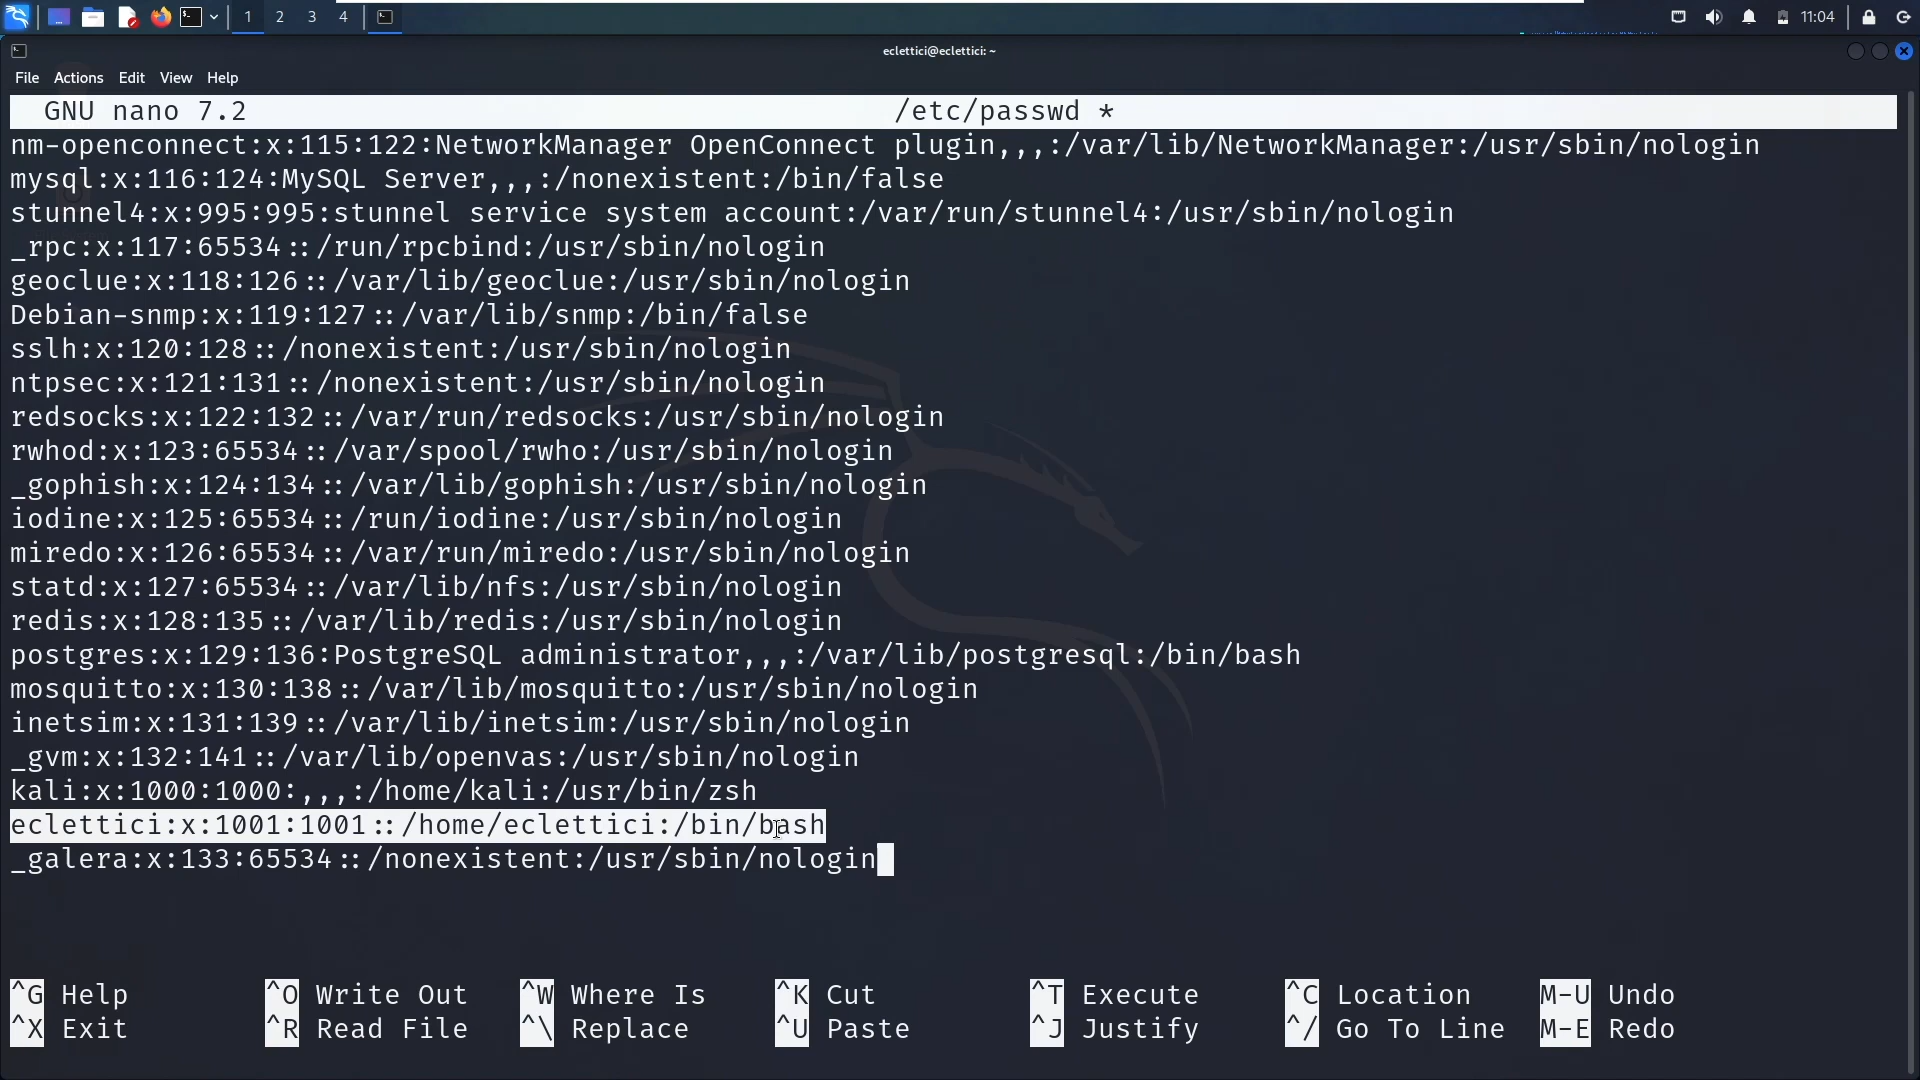 1 2 3 4 11:04
eclettici@eclettici: ~
File Actions Edit View Help
GNU nano 7.2 /etc/passwd *
nm-openconnect:x:115:122:NetworkManager OpenConnect plugin,,,:/var/lib/NetworkManager:/usr/sbin/nologin
mysql:x:116:124:MySQL Server,,,:/nonexistent:/bin/false
stunnel4:x:995:995:stunnel service system account:/var/run/stunnel4:/usr/sbin/nologin
_rpc:x:117:65534::/run/rpcbind:/usr/sbin/nologin
geoclue:x:118:126::/var/lib/geoclue:/usr/sbin/nologin
Debian-snmp:x:119:127::/var/lib/snmp:/bin/false
sslh:x:120:128::/nonexistent:/usr/sbin/nologin
ntpsec:x:121:131::/nonexistent:/usr/sbin/nologin
redsocks:x:122:132::/var/run/redsocks:/usr/sbin/nologin
rwhod:x:123:65534::/var/spool/rwho:/usr/sbin/nologin
_gophish:x:124:134::/var/lib/gophish:/usr/sbin/nologin
iodine:x:125:65534::/run/iodine:/usr/sbin/nologin
miredo:x:126:65534::/var/run/miredo:/usr/sbin/nologin
statd:x:127:65534::/var/lib/nfs:/usr/sbin/nologin
redis:x:128:135::/var/lib/redis:/usr/sbin/nologin
postgres:x:129:136:PostgreSQL administrator,,,:/var/lib/postgresql:/bin/bash
mosquitto:x:130:138::/var/lib/mosquitto:/usr/sbin/nologin
inetsim:x:131:139::/var/lib/inetsim:/usr/sbin/nologin
_gvm:x:132:141::/var/lib/openvas:/usr/sbin/nologin
kali:x:1000:1000:,,,:/home/kali:/usr/bin/zsh
eclettici:x:1001:1001::/home/eclettici:/bin/bash
_galera:x:133:65534::/nonexistent:/usr/sbin/nologin
^G Help ^O Write Out ^W Where Is ^K Cut ^T Execute ^C Location M-U Undo
^X Exit ^R Read File ^\ Replace ^U Paste ^J Justify ^/ Go To Line M-E Redo